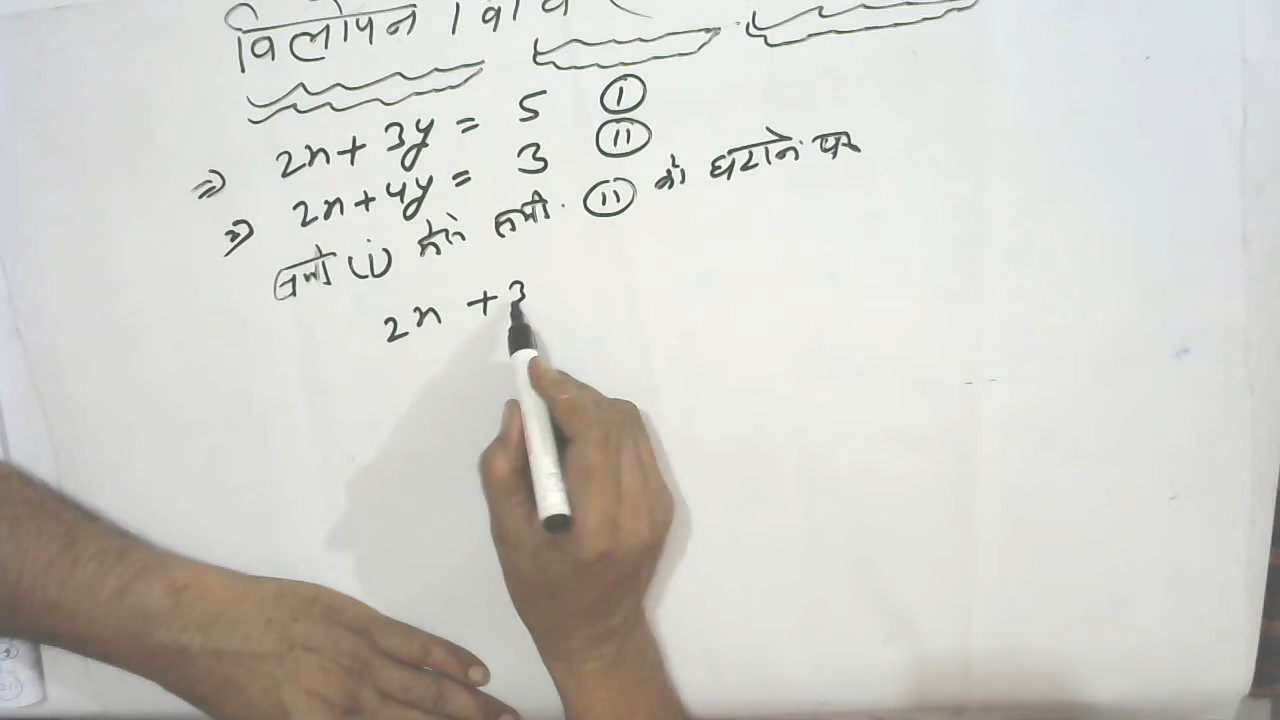 विलोपन विधि
⇒ 2x + 3y = 5 (I)
⇒ 2x + 4y = 3 (II)
समी (i) में से समी. (II) को घटाने पर
2x + 3